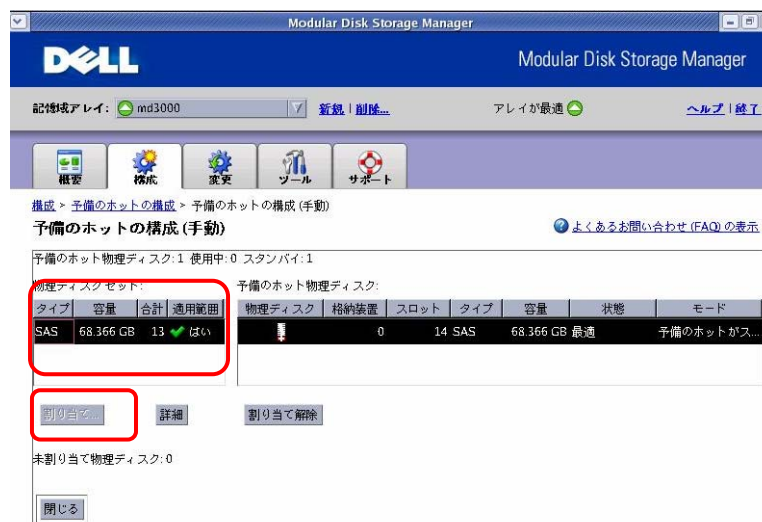 Modular Disk Storage Manager
DELL
Modular Disk Storage Manager
記憶域アレイ: md3000 新規 | 削除... アレイが最適 ヘルプ | 終了
概要 構成 変更 ツール サポート
構成 > 予備のホットの構成 > 予備のホットの構成 (手動)
予備のホットの構成 (手動)
よくあるお問い合わせ (FAQ) の表示
予備のホット物理ディスク: 1 使用中: 0 スタンバイ: 1
物理ディスクセット: 予備のホット物理ディスク:
タイプ 容量 合計 適用範囲 物理ディスク 格納装置 スロット タイプ 容量 状態 モード
SAS 68.366 GB 13 はい 0 14 SAS 68.366 GB 最適 予備のホットがス...
割り当て... 詳細 割り当て解除
未割り当て物理ディスク: 0
閉じる